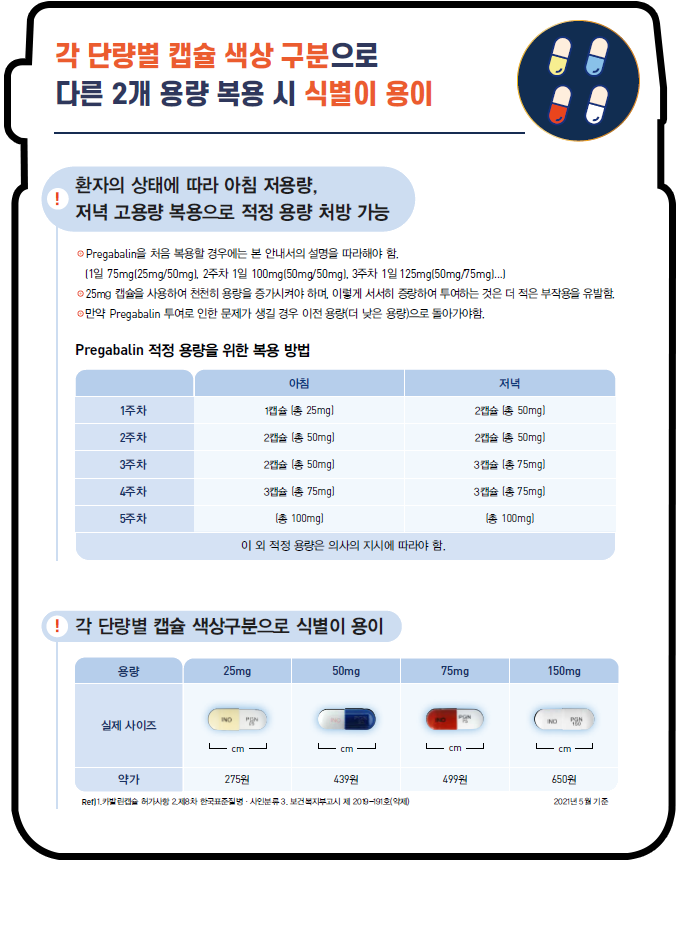 각 단량별 캡슐 색상 구분으로
다른 2개 용량 복용 시 식별이 용이
! 환자의 상태에 따라 아침 저용량,
저녁 고용량 복용으로 적정 용량 처방 가능
Pregabalin을 처음 복용할 경우에는 본 안내서의 설명을 따라해야 함.
(1일 75mg(25mg/50mg), 2주차 1일 100mg(50mg/50mg), 3주차 1일 125mg(50mg/75mg)...)
25mg 캡슐을 사용하여 천천히 용량을 증가시켜야 하며, 이렇게 서서히 증량하여 투여하는 것은 더 적은 부작용을 유발함.
만약 Pregabalin 투여로 인한 문제가 생길 경우 이전 용량(더 낮은 용량)으로 돌아가야함.
Pregabalin 적정 용량을 위한 복용 방법
아침 저녁
1주차 1캡슐 (총 25mg) 2캡슐 (총 50mg)
2주차 2캡슐 (총 50mg) 2캡슐 (총 50mg)
3주차 2캡슐 (총 50mg) 3캡슐 (총 75mg)
4주차 3캡슐 (총 75mg) 3캡슐 (총 75mg)
5주차 (총 100mg) (총 100mg)
이 외 적정 용량은 의사의 지시에 따라야 함.
! 각 단량별 캡슐 색상구분으로 식별이 용이
용량 25mg 50mg 75mg 150mg
실제 사이즈
IND PGN 25
IND PGN 75
IND PGN 150
cm cm cm cm
약가 275원 439원 499원 650원
Ref)1.카발린캡슐 허가사항 2.제8차 한국표준질병·사인분류 3. 보건복지부고시 제 2019-191호(약제) 2021년 5월 기준